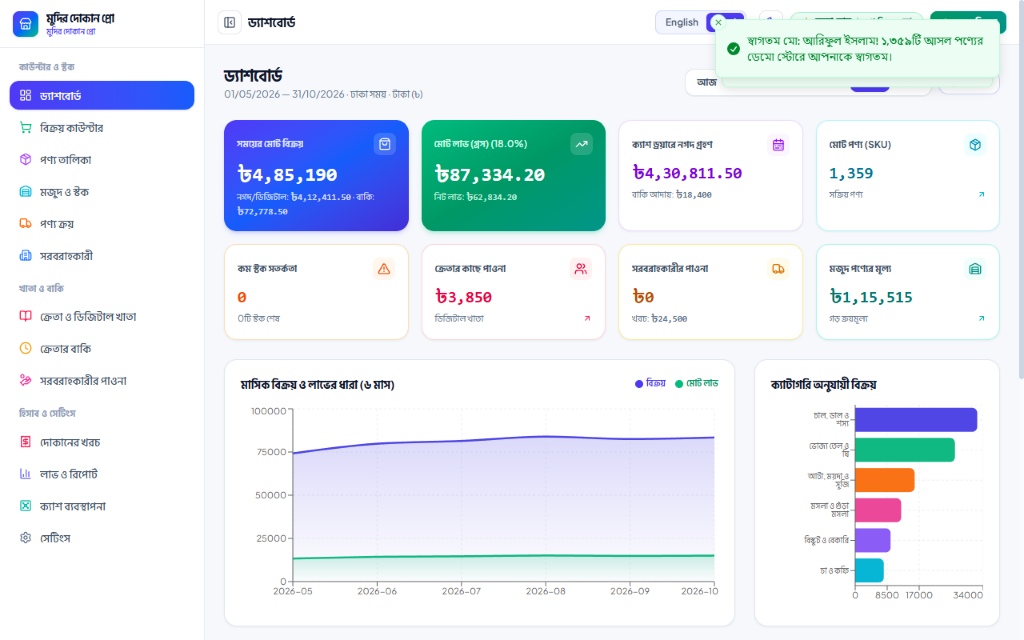 মুদির দোকান প্রো
মুদির দোকান প্রো
কাউন্টার ও স্টক
ড্যাশবোর্ড
বিক্রয় কাউন্টার
পণ্য তালিকা
মজুদ ও স্টক
পণ্য ক্রয়
সরবরাহকারী
খাতা ও বাকি
ক্রেতা ও ডিজিটাল খাতা
ক্রেতার বাকি
সরবরাহকারীর পাওনা
হিসাব ও সেটিংস
দোকানের খরচ
লাভ ও রিপোর্ট
ক্যাশ ব্যবস্থাপনা
সেটিংস
ড্যাশবোর্ড
English
স্বাগতম মো: আরিফুল ইসলাম! ১,৩৫৯টি আসল পণ্যের
ডেমো স্টোরে আপনাকে স্বাগতম।
ড্যাশবোর্ড
01/05/2026 — 31/10/2026 · ঢাকা সময় · টাকা (৳)
আজ
সময়ের মোট বিক্রয়
৳4,85,190
নগদ/ডিজিটাল: ৳4,12,411.50 · বাকি:
৳72,778.50
মোট লাভ (গ্রস) (18.0%)
৳87,334.20
নিট লাভ: ৳62,834.20
ক্যাশ ড্রয়ারে নগদ গ্রহণ
৳4,30,811.50
বাকি আদায়: ৳18,400
মোট পণ্য (SKU)
1,359
সক্রিয় পণ্য
কম স্টক সতর্কতা
0
0টি স্টক শেষ
ক্রেতার কাছে পাওনা
৳3,850
ডিজিটাল খাতা
সরবরাহকারীর পাওনা
৳0
খরচ: ৳24,500
মজুদ পণ্যের মূল্য
৳1,15,515
গড় ক্রয়মূল্য
মাসিক বিক্রয় ও লাভের ধারা (৬ মাস)
বিক্রয়
মোট লাভ
100000
75000
50000
25000
0
2026-05
2026-06
2026-07
2026-08
2026-09
2026-10
ক্যাটাগরি অনুযায়ী বিক্রয়
চাল, ডাল ও
শস্য
ভোজ্য তেল ও
ঘি
আটা, ময়দা ও
সুজি
মসলা ও গুঁড়া
মসলা
বিস্কুট ও বেকারি
চা ও কফি
0
8500
17000
34000